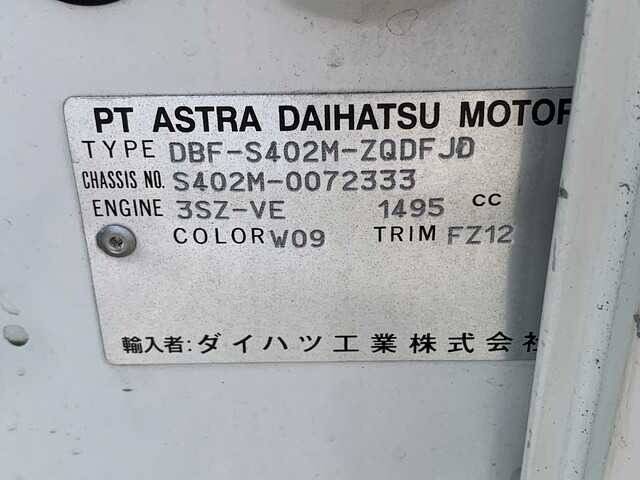 PT ASTRA DAIHATSU MOTOR
TYPE DBF-S402M-ZQDFJD
CHASSIS NO. S402M-0072333
ENGINE 3SZ-VE 1495 CC
COLOR W09 TRIM FZ12
輸入者: ダイハツ工業株式会社